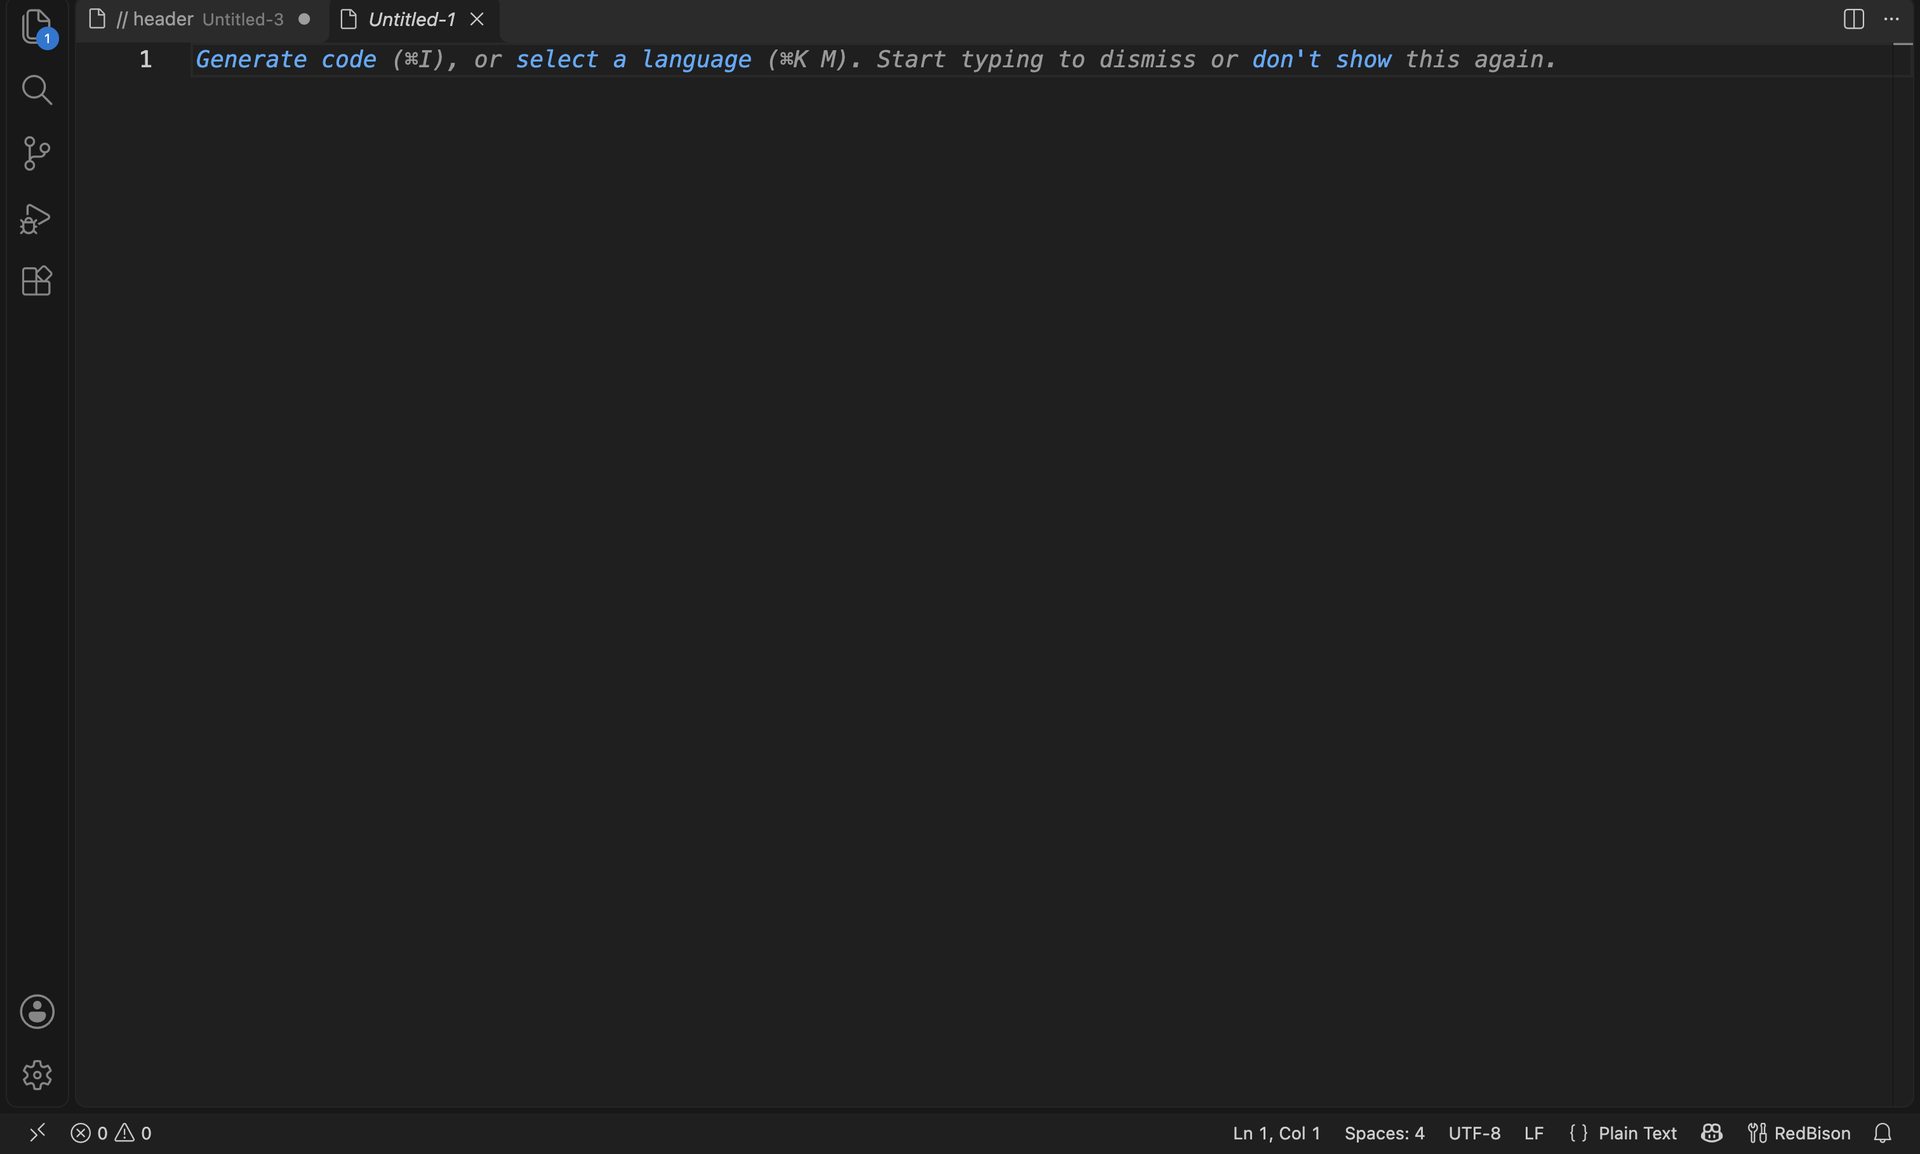 // header Untitled-3 Untitled-1
1
1 Generate code (⌘I), or select a language (⌘K M). Start typing to dismiss or don't show this again.
0 0 Ln 1, Col 1 Spaces: 4 UTF-8 LF {} Plain Text RedBison